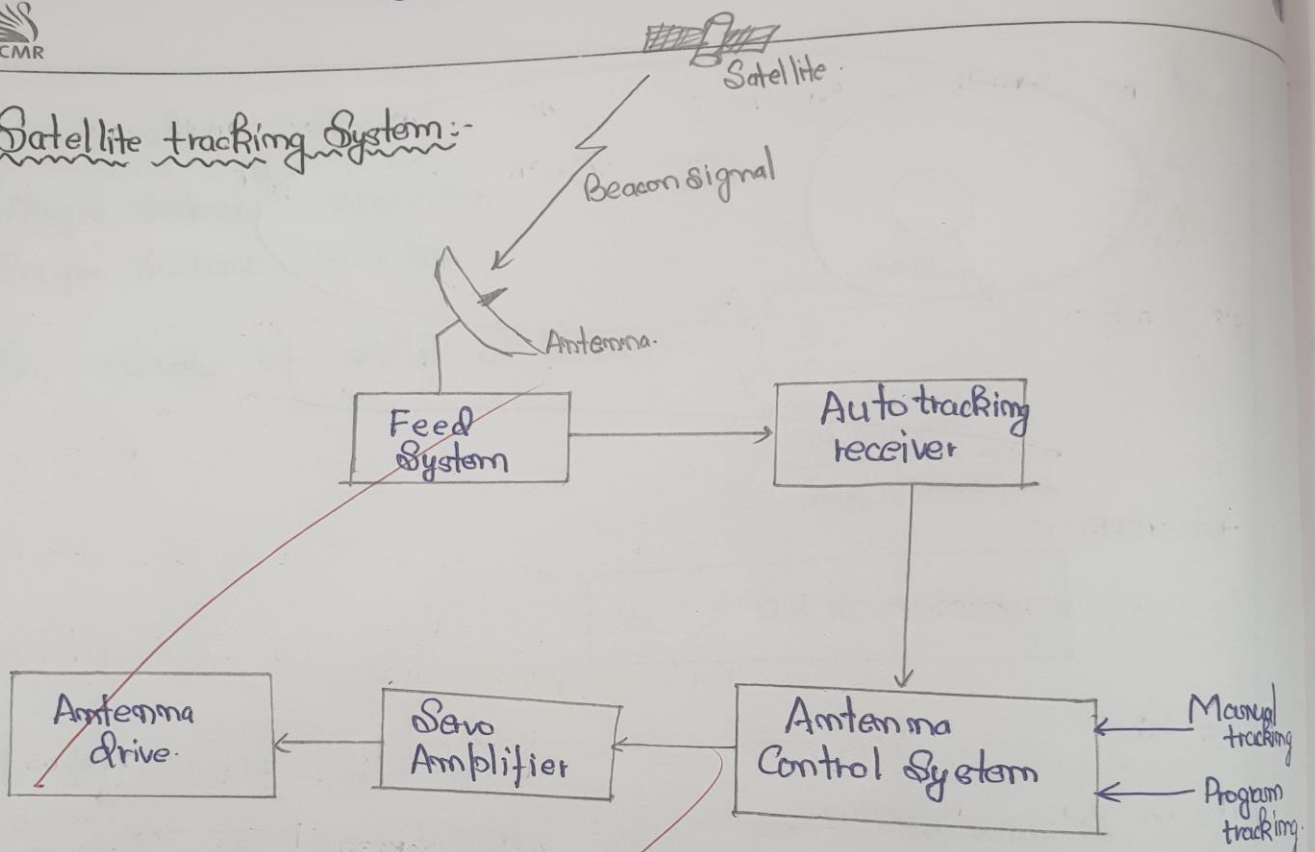 CMR
Satellite
Satellite tracking System:-
Beacon signal
Antenna.
Feed
System
Auto tracking
receiver
Antenna
drive.
Servo
Amplifier
Antenna
Control System
Manual
tracking
Program
tracking.